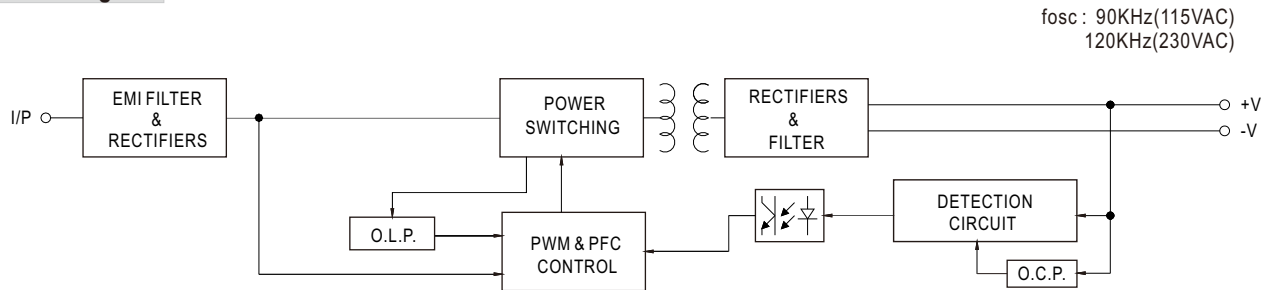 fosc : 90KHz(115VAC)
120KHz(230VAC)
I/P
EMI FILTER
&
RECTIFIERS
POWER
SWITCHING
RECTIFIERS
&
FILTER
+V
-V
O.L.P.
PWM & PFC
CONTROL
DETECTION
CIRCUIT
O.C.P.